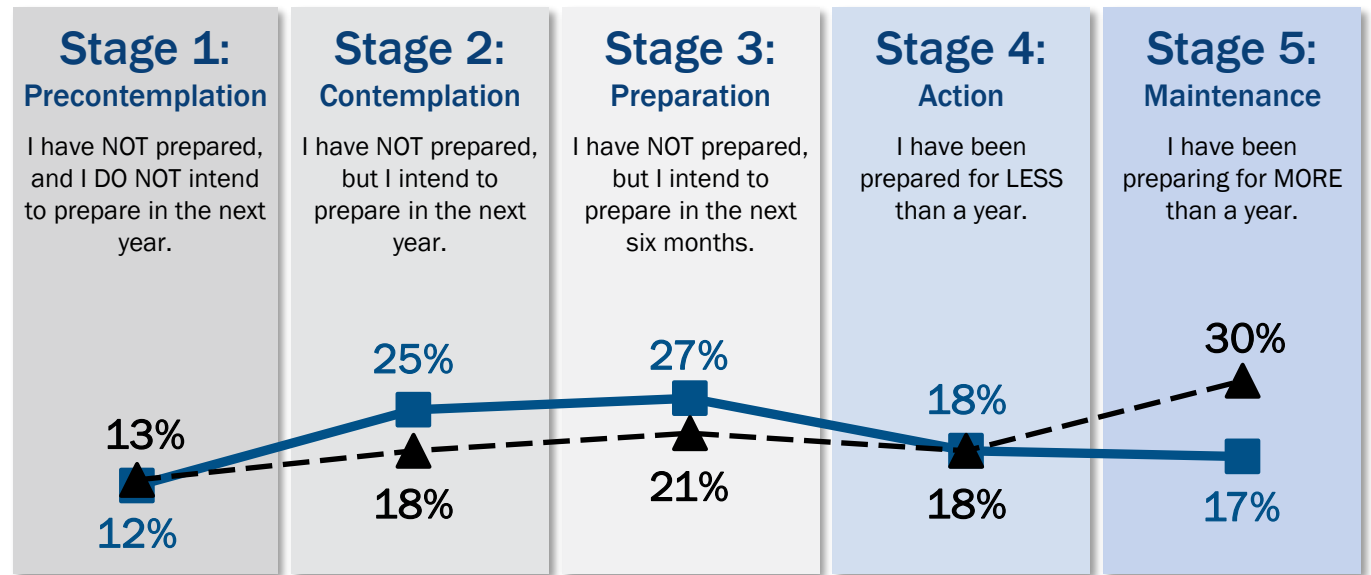 Stage 1:
Precontemplation
I have NOT prepared,
and I DO NOT intend
to prepare in the next
year.
Stage 2:
Contemplation
I have NOT prepared,
but I intend to
prepare in the next
year.
Stage 3:
Preparation
I have NOT prepared,
but I intend to
prepare in the next
six months.
Stage 4:
Action
I have been
prepared for LESS
than a year.
Stage 5:
Maintenance
I have been
preparing for MORE
than a year.
13%
12%
25%
18%
27%
21%
18%
18%
30%
17%